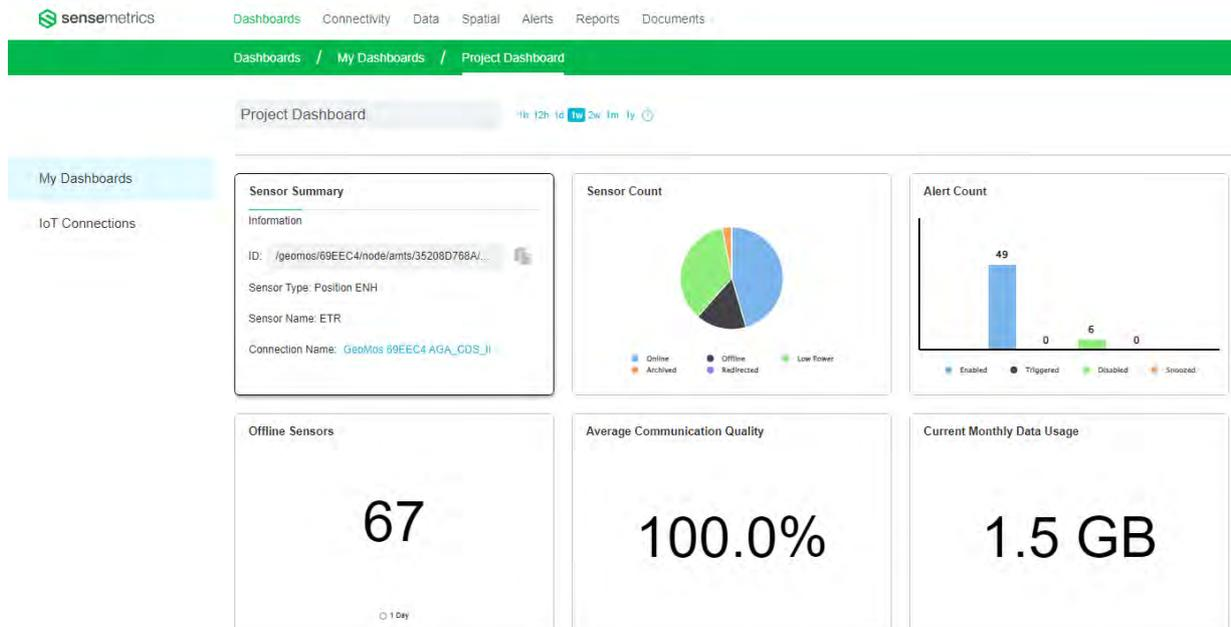 sensemetrics
Dashboards Connectivity Data Spatial Alerts Reports Documents
Dashboards / My Dashboards / Project Dashboard
Project Dashboard
1h 12h 1d 1w 2w 1m 1y
My Dashboards
IoT Connections
Sensor Summary
Information
ID: /geomos/69EEC4/node/amts/35208D768A/...
Sensor Type: Position ENH
Sensor Name: ETR
Connection Name: GeoMos 69EEC4 AGA_CDS_II
Sensor Count
Online Offline Low Power
Archived Redirected
Alert Count
49
0
6
0
Enabled Triggered Disabled Snoozed
Offline Sensors
67
1 Day
Average Communication Quality
100.0%
Current Monthly Data Usage
1.5 GB